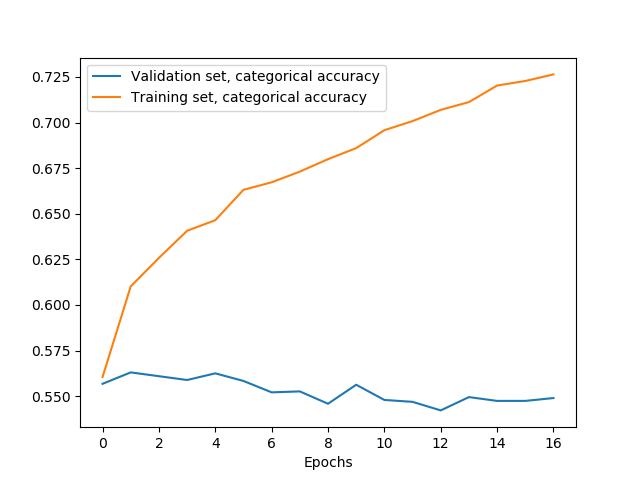 Validation set, categorical accuracy
Training set, categorical accuracy
0.725
0.700
0.675
0.650
0.625
0.600
0.575
0.550
0 2 4 6 8 10 12 14 16
Epochs